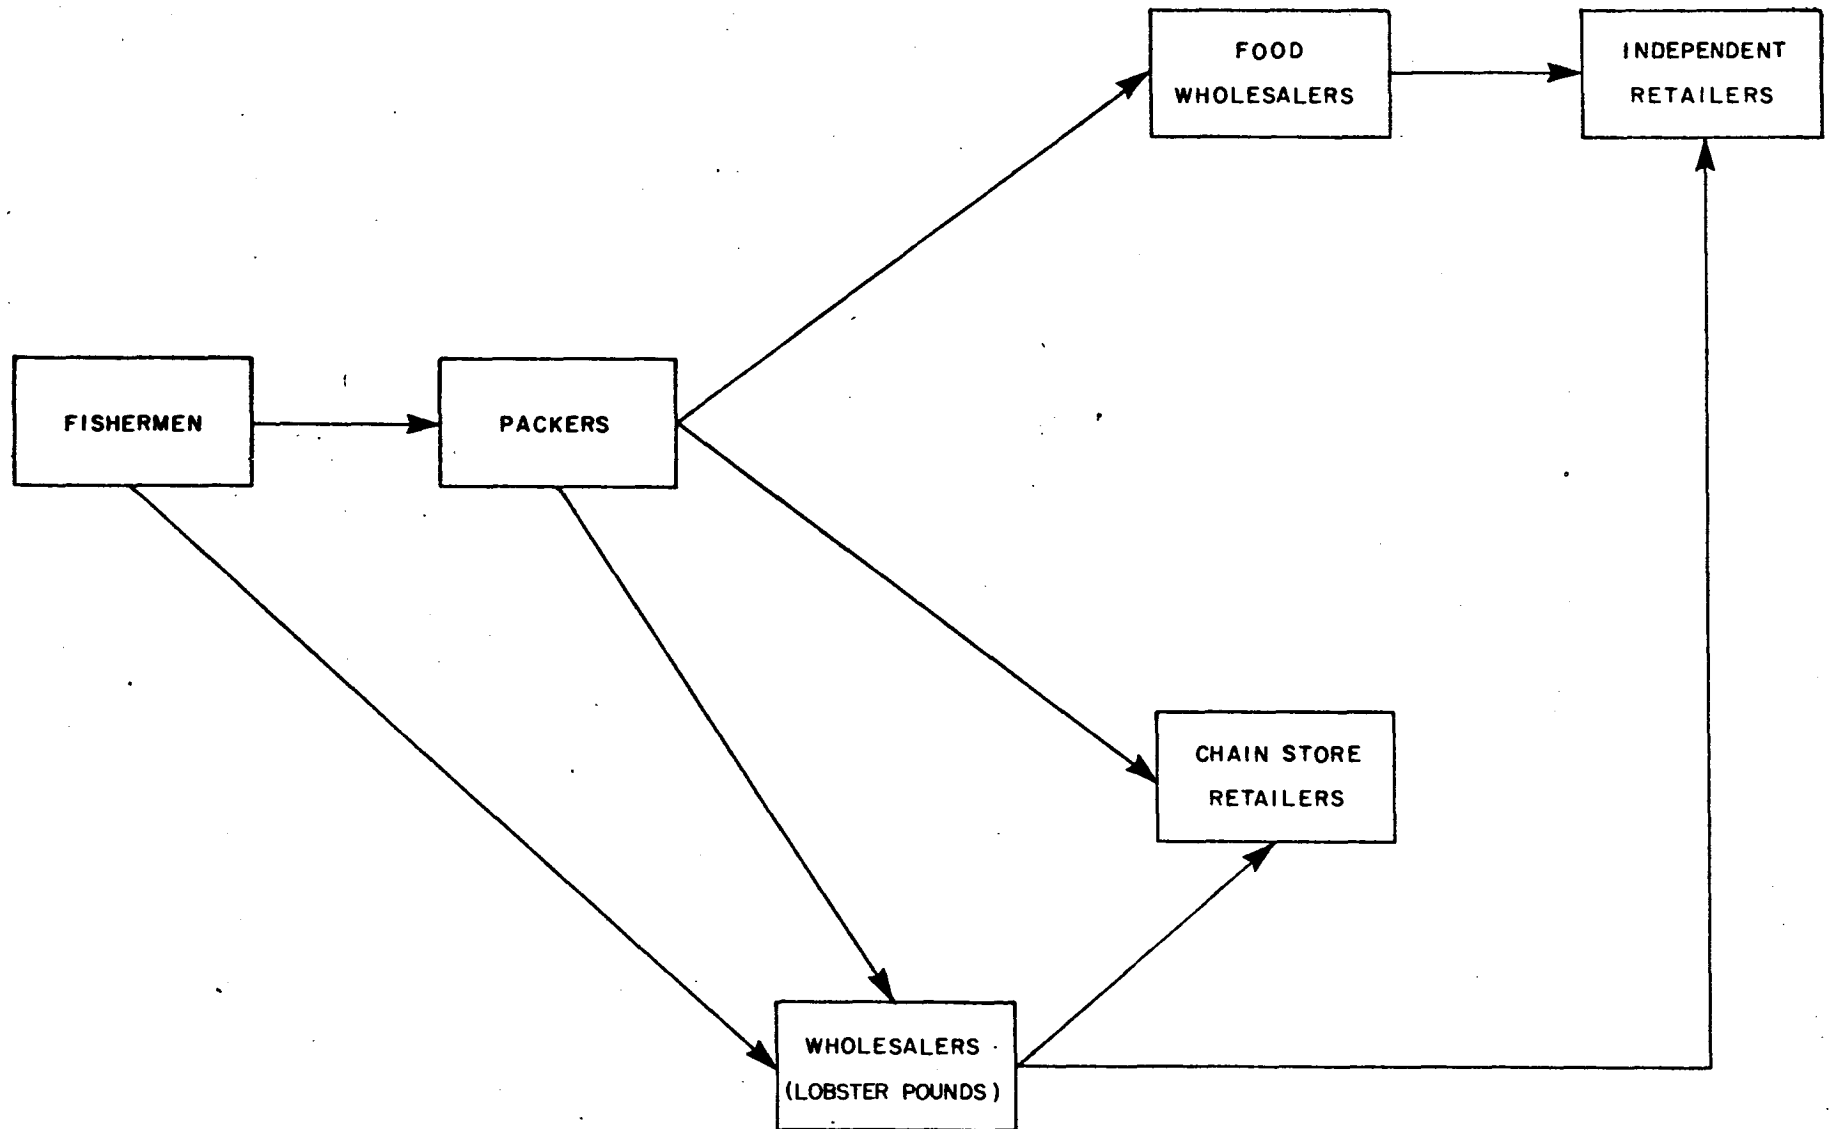 FOOD
WHOLESALERS
INDEPENDENT
RETAILERS
FISHERMEN
PACKERS
CHAIN STORE
RETAILERS
WHOLESALERS
(LOBSTER POUNDS)